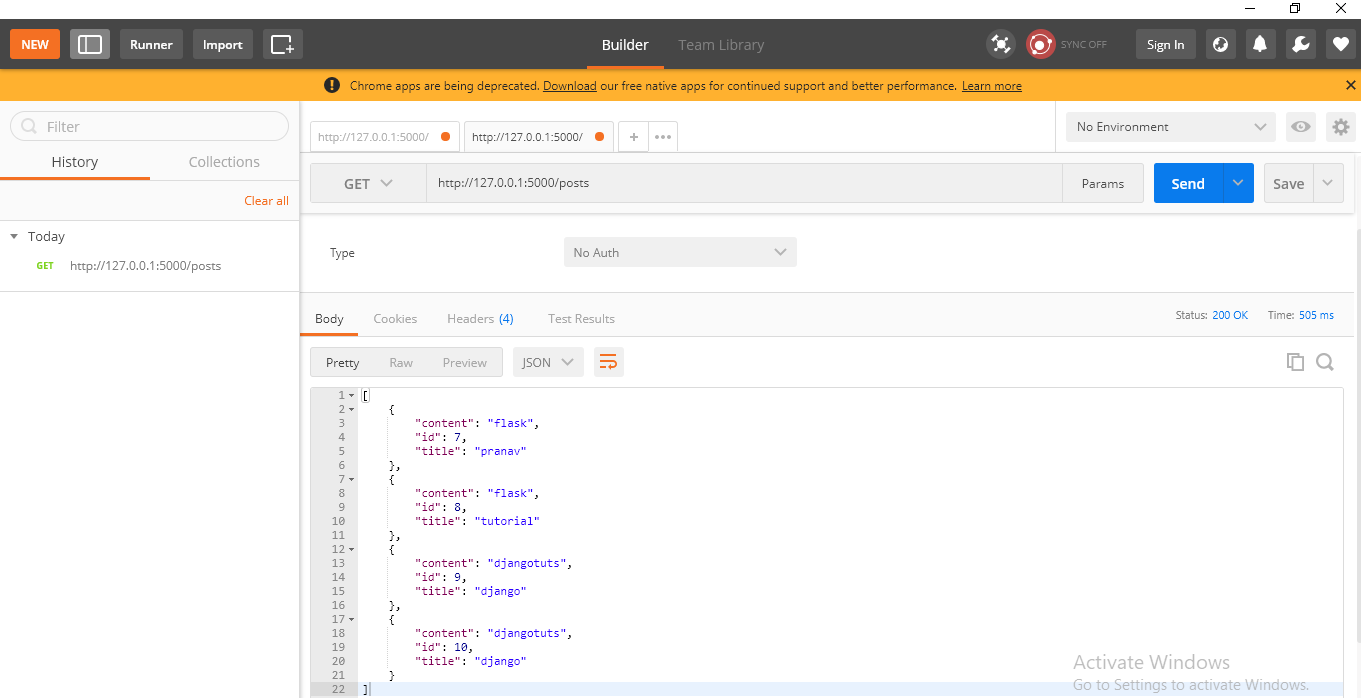 NEW Runner Import Builder Team Library SYNC OFF Sign In
! Chrome apps are being deprecated. Download our free native apps for continued support and better performance. Learn more
Filter
History Collections
Clear all
Today
GET http://127.0.0.1:5000/posts
http://127.0.0.1:5000/ http://127.0.0.1:5000/ + ••• No Environment
GET http://127.0.0.1:5000/posts Params Send Save
Type No Auth
Body Cookies Headers (4) Test Results Status: 200 OK Time: 505 ms
Pretty Raw Preview JSON
1 [
2 {
3 "content": "flask",
4 "id": 7,
5 "title": "pranav"
6 },
7 {
8 "content": "flask",
9 "id": 8,
10 "title": "tutorial"
11 },
12 {
13 "content": "djangotuts",
14 "id": 9,
15 "title": "django"
16 },
17 {
18 "content": "djangotuts",
19 "id": 10,
20 "title": "django"
21 }
22 ]
Activate Windows
Go to Settings to activate Windows.